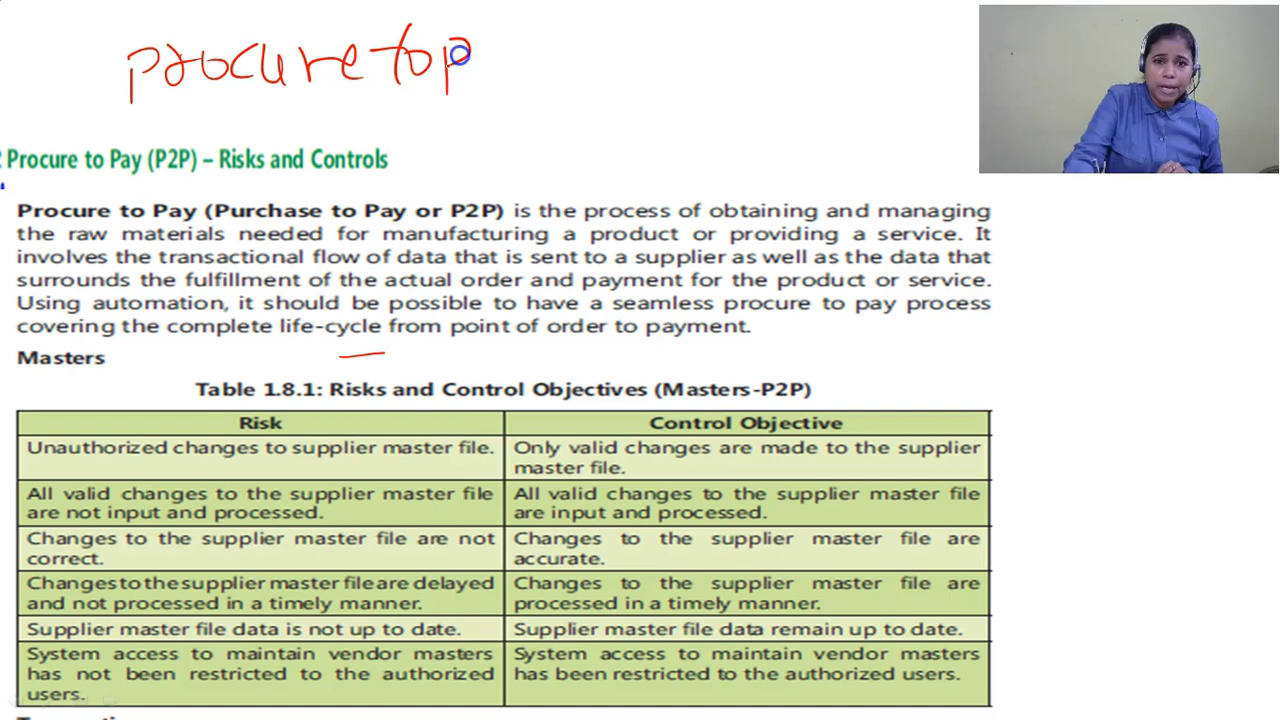 procure to p
2 Procure to Pay (P2P) – Risks and Controls
Procure to Pay (Purchase to Pay or P2P) is the process of obtaining and managing
the raw materials needed for manufacturing a product or providing a service. It
involves the transactional flow of data that is sent to a supplier as well as the data that
surrounds the fulfillment of the actual order and payment for the product or service.
Using automation, it should be possible to have a seamless procure to pay process
covering the complete life-cycle from point of order to payment.
Masters
Table 1.8.1: Risks and Control Objectives (Masters-P2P)
Risk Control Objective
Unauthorized changes to supplier master file. Only valid changes are made to the supplier
master file.
All valid changes to the supplier master file All valid changes to the supplier master file
are not input and processed. are input and processed.
Changes to the supplier master file are not Changes to the supplier master file are
correct. accurate.
Changes to the supplier master file are delayed Changes to the supplier master file are
and not processed in a timely manner. processed in a timely manner.
Supplier master file data is not up to date. Supplier master file data remain up to date.
System access to maintain vendor masters System access to maintain vendor masters
has not been restricted to the authorized has been restricted to the authorized users.
users.